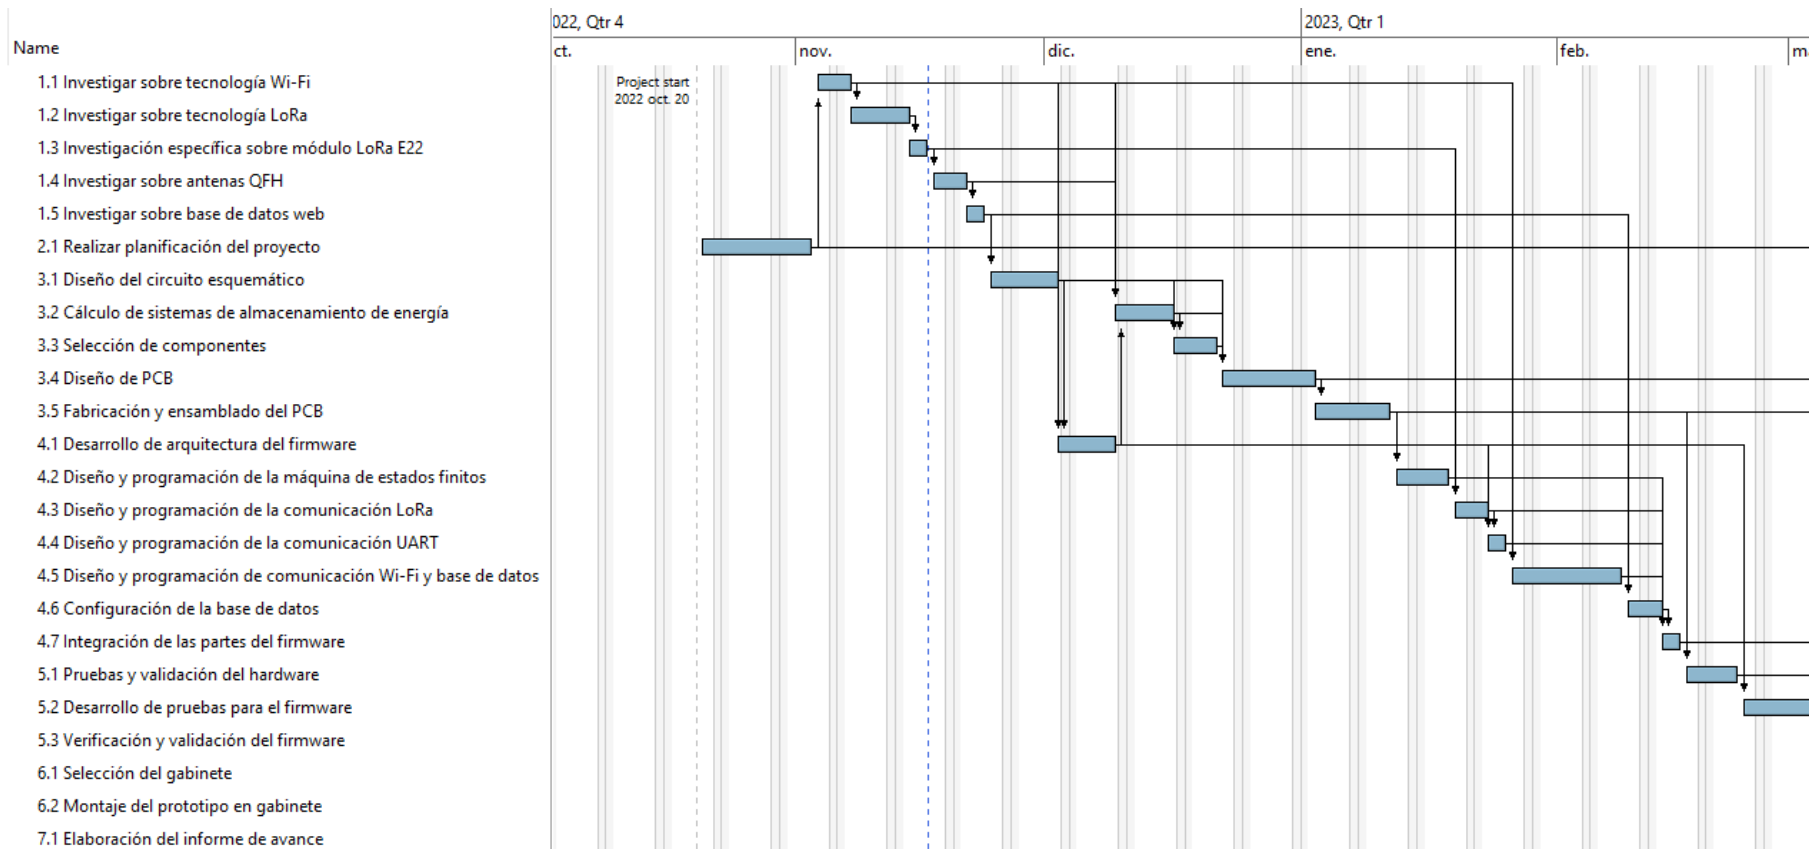 022, Qtr 4
2023, Qtr 1
Name
ct.
nov.
dic.
ene.
feb.
m
Project start
2022 oct. 20
1.1 Investigar sobre tecnología Wi-Fi
1.2 Investigar sobre tecnología LoRa
1.3 Investigación específica sobre módulo LoRa E22
1.4 Investigar sobre antenas QFH
1.5 Investigar sobre base de datos web
2.1 Realizar planificación del proyecto
3.1 Diseño del circuito esquemático
3.2 Cálculo de sistemas de almacenamiento de energía
3.3 Selección de componentes
3.4 Diseño de PCB
3.5 Fabricación y ensamblado del PCB
4.1 Desarrollo de arquitectura del firmware
4.2 Diseño y programación de la máquina de estados finitos
4.3 Diseño y programación de la comunicación LoRa
4.4 Diseño y programación de la comunicación UART
4.5 Diseño y programación de comunicación Wi-Fi y base de datos
4.6 Configuración de la base de datos
4.7 Integración de las partes del firmware
5.1 Pruebas y validación del hardware
5.2 Desarrollo de pruebas para el firmware
5.3 Verificación y validación del firmware
6.1 Selección del gabinete
6.2 Montaje del prototipo en gabinete
7.1 Elaboración del informe de avance